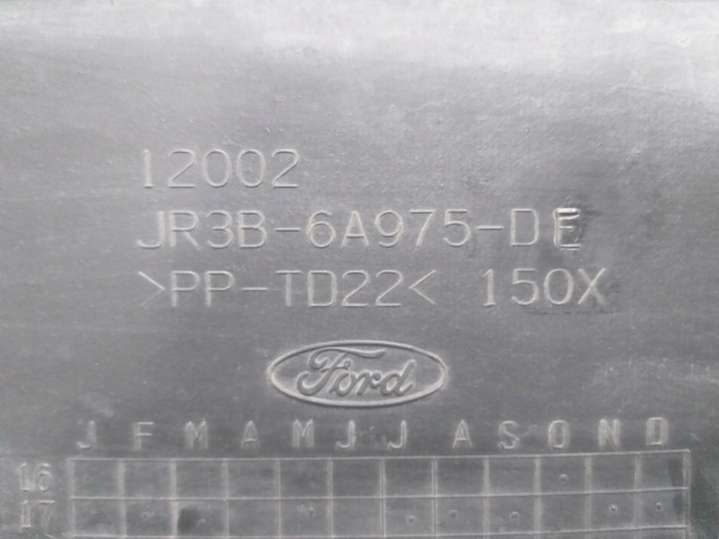 12002
JR3B-6A975-DE
>PP-TD22< 150X
Ford
J F M A M J J A S O N D
16
17